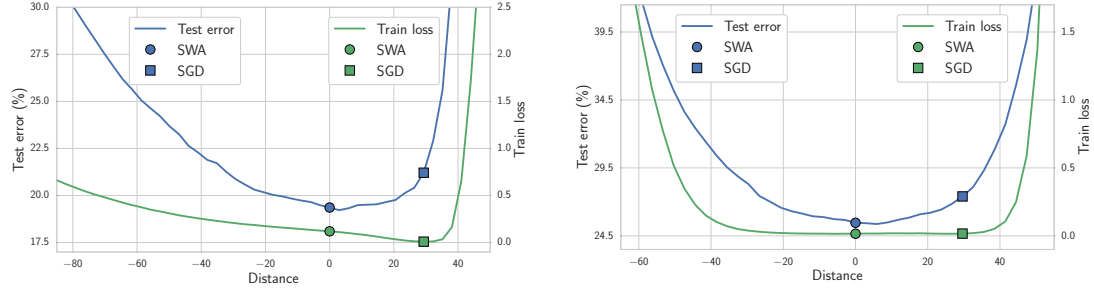 30.0
27.5
25.0
22.5
20.0
17.5
Test error (%)
−80
−60
−40
−20
0
20
40
Distance
2.5
2.0
1.5
1.0
0.5
0.0
Train loss
Test error
SWA
SGD
Train loss
SWA
SGD
39.5
34.5
29.5
24.5
Test error (%)
−60
−40
−20
0
20
40
Distance
1.5
1.0
0.5
0.0
Train loss
Test error
SWA
SGD
Train loss
SWA
SGD